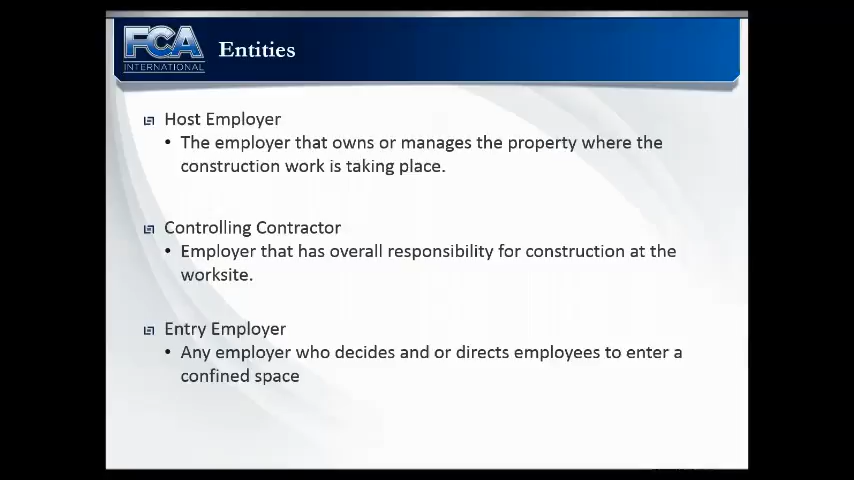 FCA
INTERNATIONAL
Entities
Host Employer
• The employer that owns or manages the property where the
construction work is taking place.
Controlling Contractor
• Employer that has overall responsibility for construction at the
worksite.
Entry Employer
• Any employer who decides and or directs employees to enter a
confined space